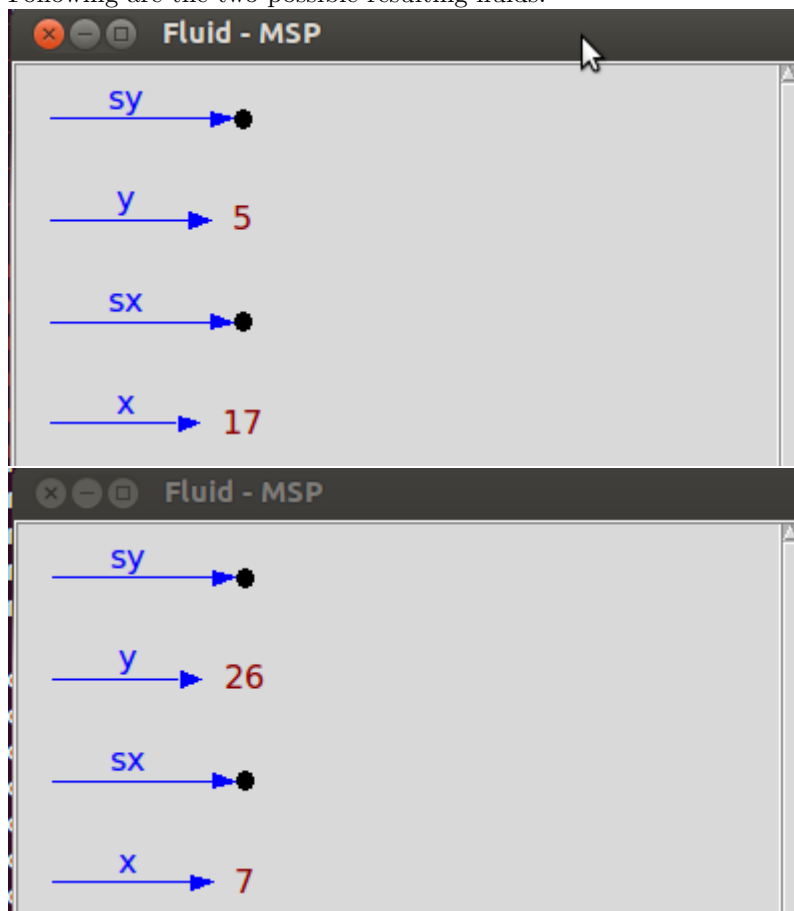 Following are the two possible resulting fluids:
Fluid - MSP
sy
y 5
sx
x 17
Fluid - MSP
sy
y 26
sx
x 7